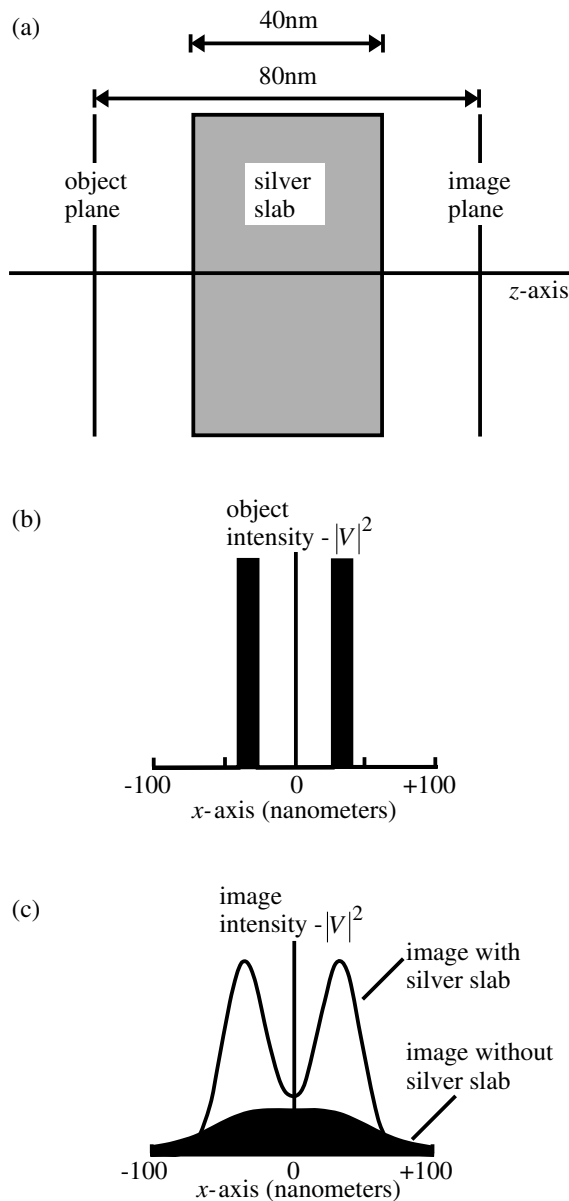 (a)
40nm
80nm
object
plane
silver
slab
image
plane
z-axis
(b)
object
intensity - |V|²
-100
0
+100
x-axis (nanometers)
(c)
image
intensity -|V|²
image with
silver slab
image without
silver slab
-100
0
+100
x-axis (nanometers)